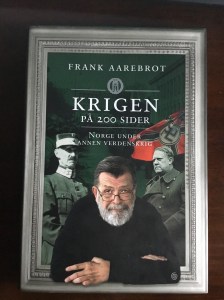 FRANK AAREBROT
KRIGEN
PÅ 200 SIDER
NORGE UNDER
ANNEN VERDENSKRIG